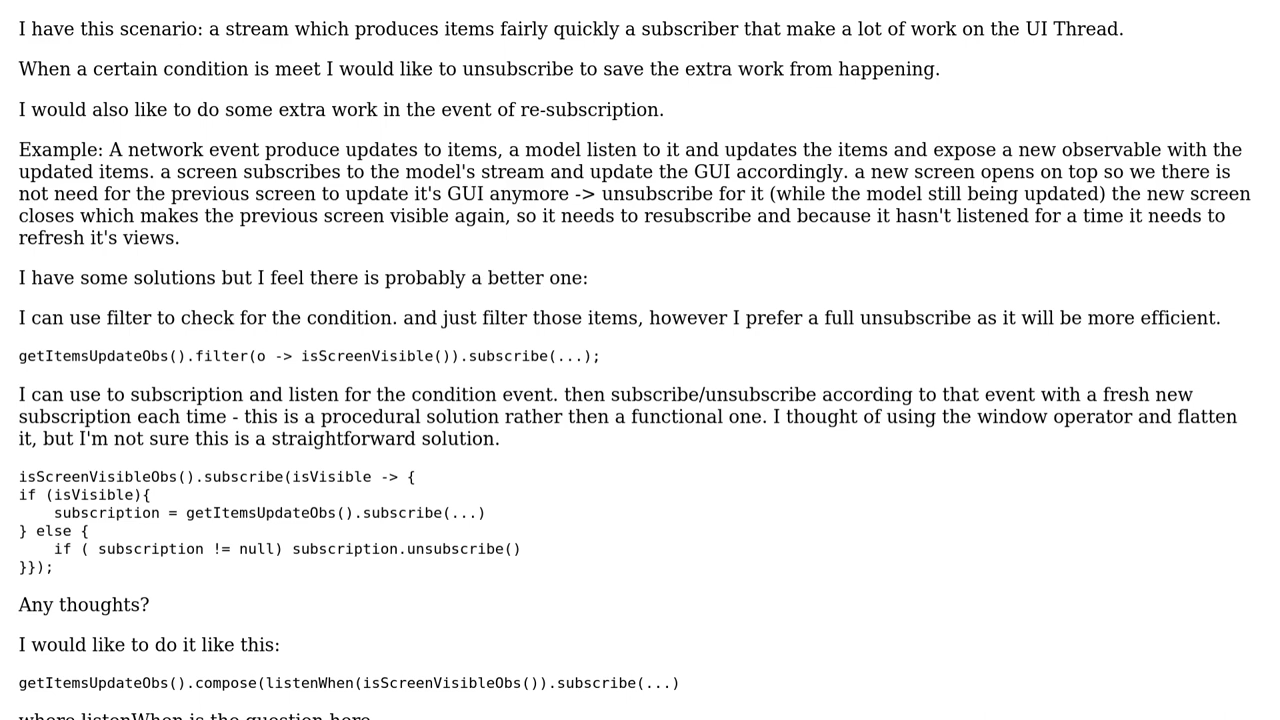 I have this scenario: a stream which produces items fairly quickly a subscriber that make a lot of work on the UI Thread.
When a certain condition is meet I would like to unsubscribe to save the extra work from happening.
I would also like to do some extra work in the event of re-subscription.
Example: A network event produce updates to items, a model listen to it and updates the items and expose a new observable with the
updated items. a screen subscribes to the model's stream and update the GUI accordingly. a new screen opens on top so we there is
not need for the previous screen to update it's GUI anymore -> unsubscribe for it (while the model still being updated) the new screen
closes which makes the previous screen visible again, so it needs to resubscribe and because it hasn't listened for a time it needs to
refresh it's views.
I have some solutions but I feel there is probably a better one:
I can use filter to check for the condition. and just filter those items, however I prefer a full unsubscribe as it will be more efficient.
getItemsUpdateObs().filter(o -> isScreenVisible()).subscribe(...);
I can use to subscription and listen for the condition event. then subscribe/unsubscribe according to that event with a fresh new
subscription each time - this is a procedural solution rather then a functional one. I thought of using the window operator and flatten
it, but I'm not sure this is a straightforward solution.
isScreenVisibleObs().subscribe(isVisible -> {
if (isVisible){
    subscription = getItemsUpdateObs().subscribe(...)
} else {
    if ( subscription != null) subscription.unsubscribe()
}});
Any thoughts?
I would like to do it like this:
getItemsUpdateObs().compose(listenWhen(isScreenVisibleObs()).subscribe(...)
where listenWhen is the question here